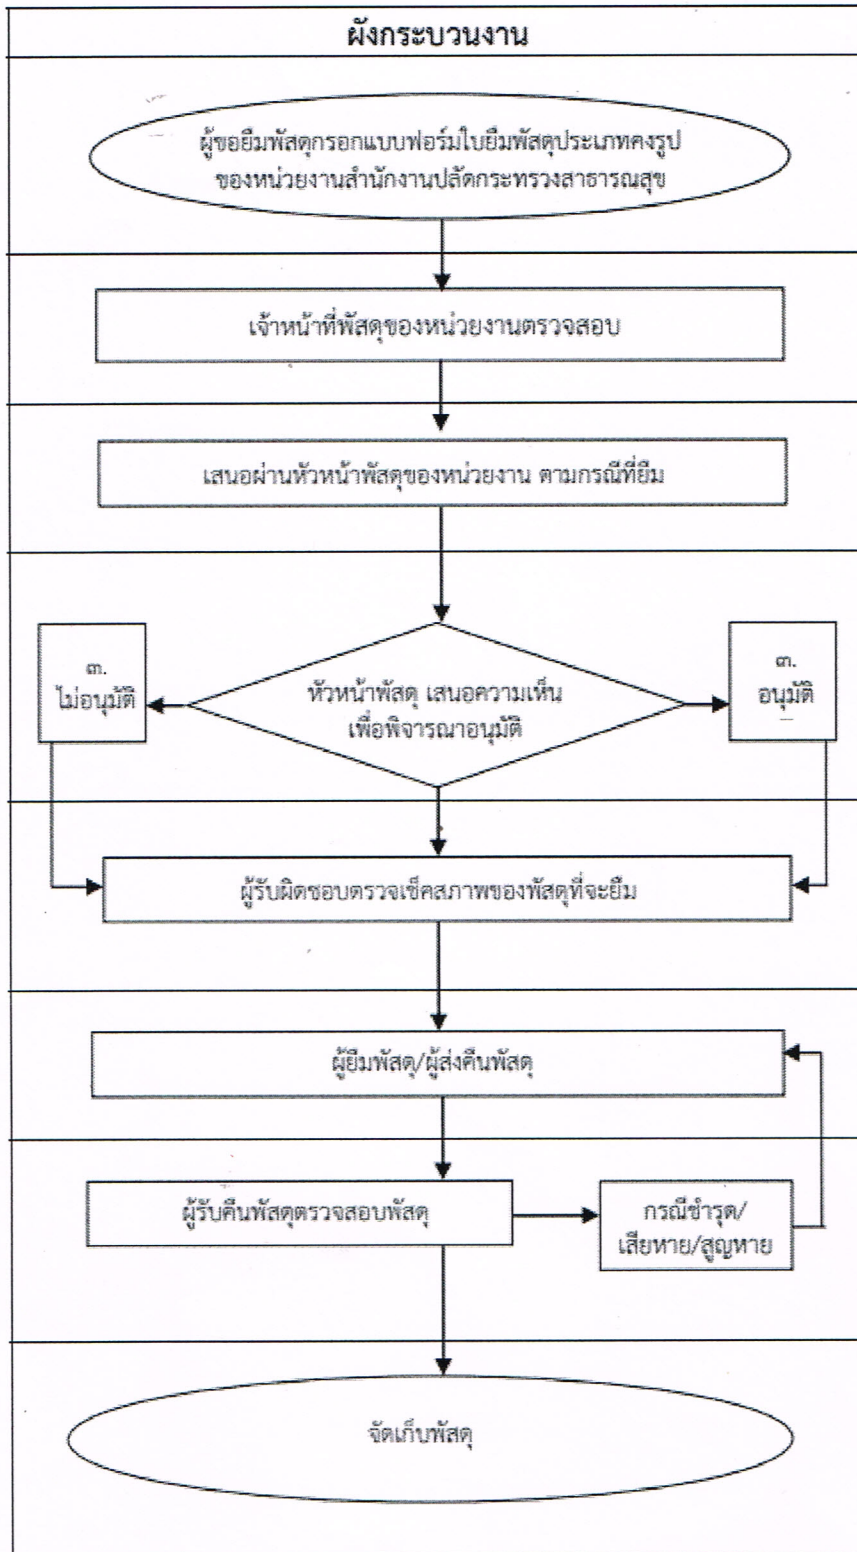 ผังกระบวนงาน
ผู้ขอยืมพัสดุกรอกแบบฟอร์มใบยืมพัสดุประเภทคงรูป
ของหน่วยงานสำนักงานปลัดกระทรวงสาธารณสุข
เจ้าหน้าที่พัสดุของหน่วยงานตรวจสอบ
เสนอผ่านหัวหน้าพัสดุของหน่วยงาน ตามกรณีที่ยืม
๓.
ไม่อนุมัติ
หัวหน้าพัสดุ เสนอความเห็น
เพื่อพิจารณาอนุมัติ
๓.
อนุมัติ
ผู้รับผิดชอบตรวจเช็คสภาพของพัสดุที่จะยืม
ผู้ยืมพัสดุ/ผู้ส่งคืนพัสดุ
ผู้รับคืนพัสดุตรวจสอบพัสดุ
กรณีชำรุด/
เสียหาย/สูญหาย
จัดเก็บพัสดุ